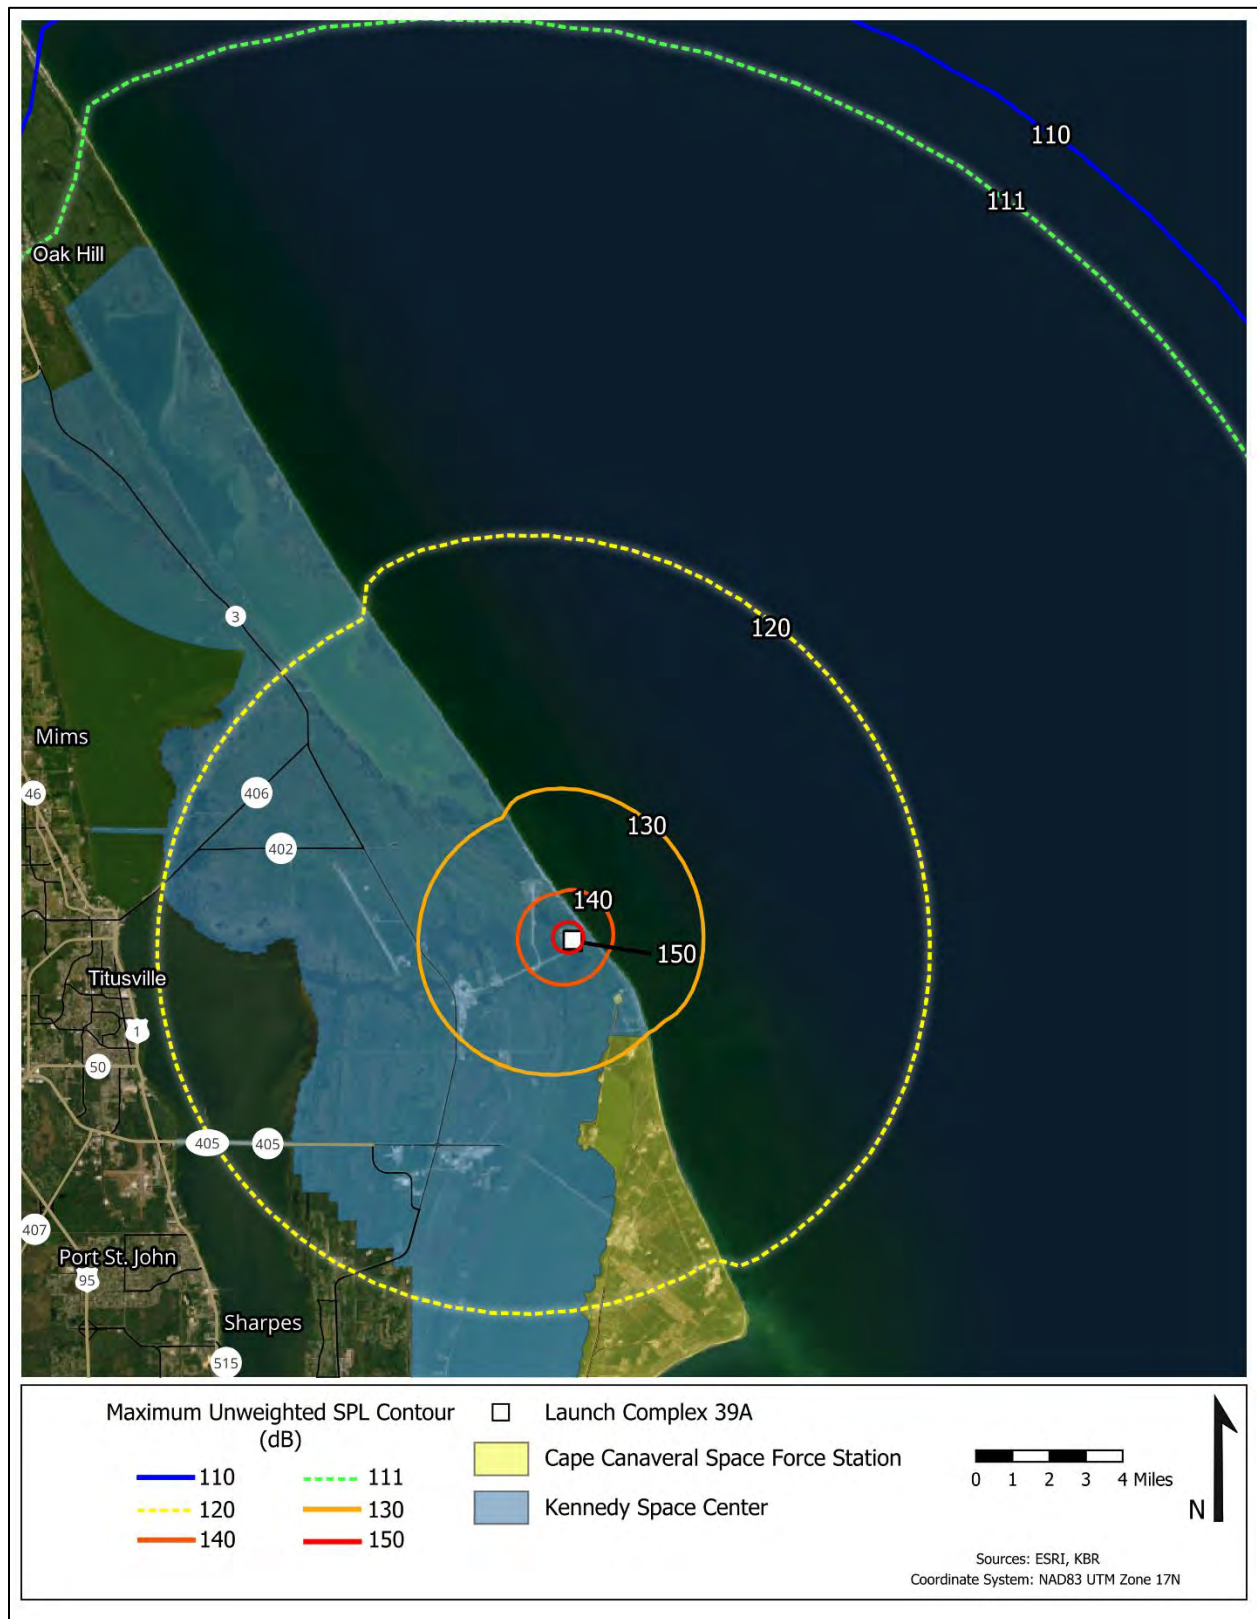 110
111
Oak Hill
3
120
Mims
46
406
130
402
140
150
Titusville
1
50
405
405
407
Port St. John
95
Sharpes
515
Maximum Unweighted SPL Contour
(dB)
110
111
120
130
140
150
Launch Complex 39A
Cape Canaveral Space Force Station
Kennedy Space Center
0 1 2 3 4 Miles
N
Sources: ESRI, KBR
Coordinate System: NAD83 UTM Zone 17N